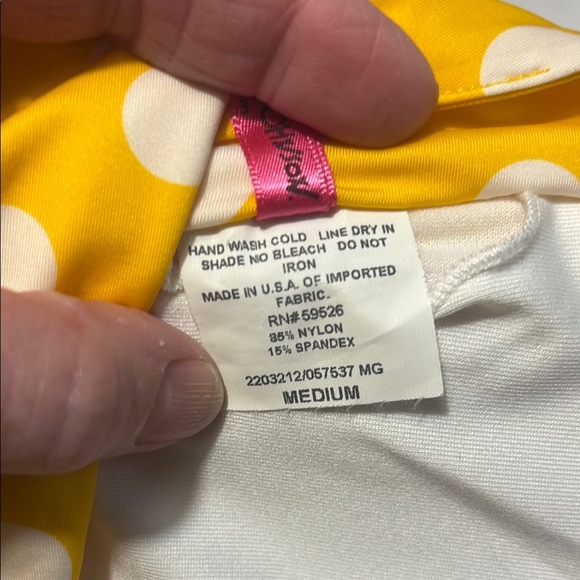 HAND WASH COLD LINE DRY IN
SHADE NO BLEACH DO NOT
IRON
MADE IN U.S.A. OF IMPORTED
FABRIC.
RN#59526
85% NYLON
15% SPANDEX
2203212/057537 MG
MEDIUM